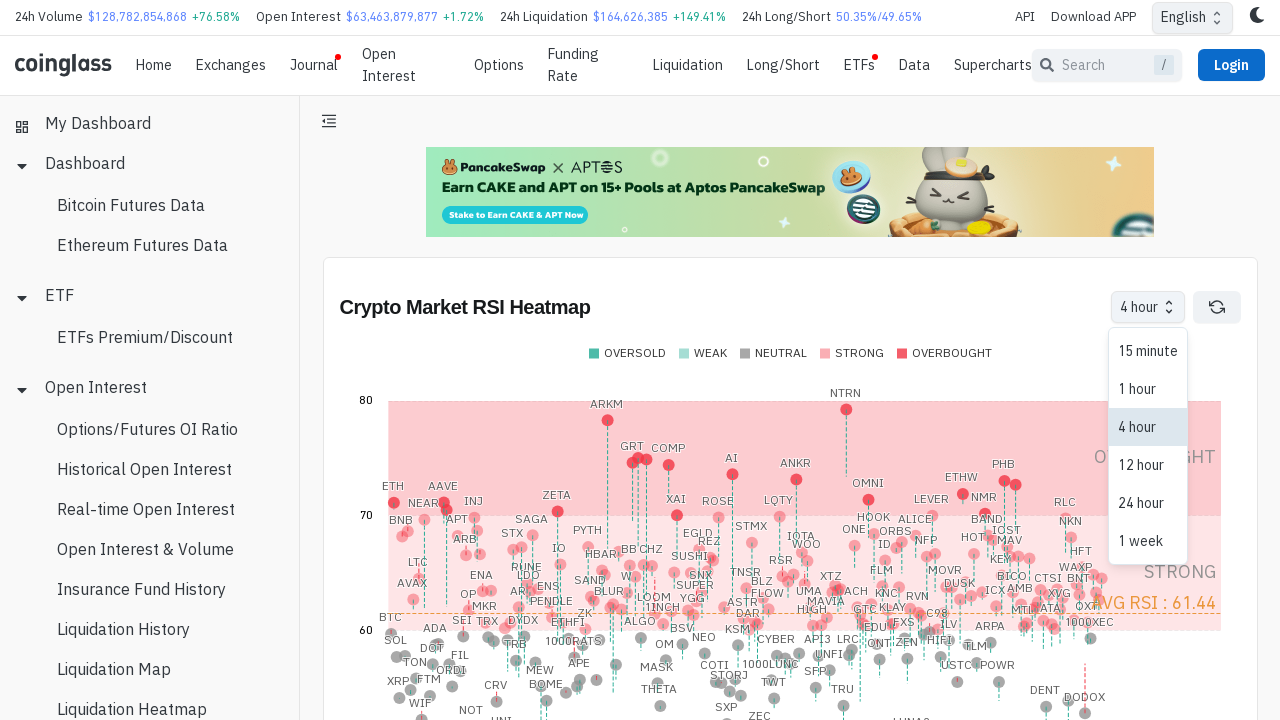 24h Volume $128,782,854,868 +76.58% Open Interest $63,463,879,877 +1.72% 24h Liquidation $164,626,385 +149.41% 24h Long/Short 50.35%/49.65% API Download APP English
coinglass Home Exchanges Journal Open Interest Options Funding Rate Liquidation Long/Short ETFs Data Supercharts Search / Login
My Dashboard
Dashboard
Bitcoin Futures Data
Ethereum Futures Data
ETF
ETFs Premium/Discount
Open Interest
Options/Futures OI Ratio
Historical Open Interest
Real-time Open Interest
Open Interest & Volume
Insurance Fund History
Liquidation History
Liquidation Map
Liquidation Heatmap
PancakeSwap X APTOS
Earn CAKE and APT on 15+ Pools at Aptos PancakeSwap
Stake to Earn CAKE & APT Now
Crypto Market RSI Heatmap 4 hour
15 minute
1 hour
4 hour
12 hour
24 hour
1 week
OVERSOLD WEAK NEUTRAL STRONG OVERBOUGHT
80
70
60
STRONG
AVG RSI : 61.44
NTRN
ARKM
GRT COMP
AI ANKR PHB
ETH AAVE OMNI ETHW
NEAR INJ ZETA XAI ROSE LQTY LEVER NMR RLC
BNB APT SAGA HOOK ALICE BAND NKN
ARB STX PYTH EGLD STMX IOTA ONE ORBS IOST
REZ WOO ID NFP HOT MAV
LTC IO HBAR BB CHZ SUSHI RSR KEY HFT
AVAX ENA RUNE LDO SAND W SNX TNSR BLZ XTZ FLM MOVR BICO WAXP
OP ENS BLUR SUPER FLOW UMA ACH KNC DUSK ICX AMB CTSI BNT
MKR PENDLE LOOM YGG ASTR MAVIA KLAY RVN XVG
BTC SEI TRX DYDX ZK ETHFI ALGO 1INCH DAR HIGH GTC C98 MTL ATA 1000XEC
SOL ADA BSV KSM FXS ILV ARPA
DOT TRB 1000RATS OM NEO CYBER API3 LRC ONT ZEN HIFI TLM
XRP TON FIL ORDI MEW APE MASK COTI 1000LUNC UNFI USTC POWR
FTM CRV BOME THETA STORJ TWT SFP TRU DENT DODOX
WIF NOT SXP ZEC